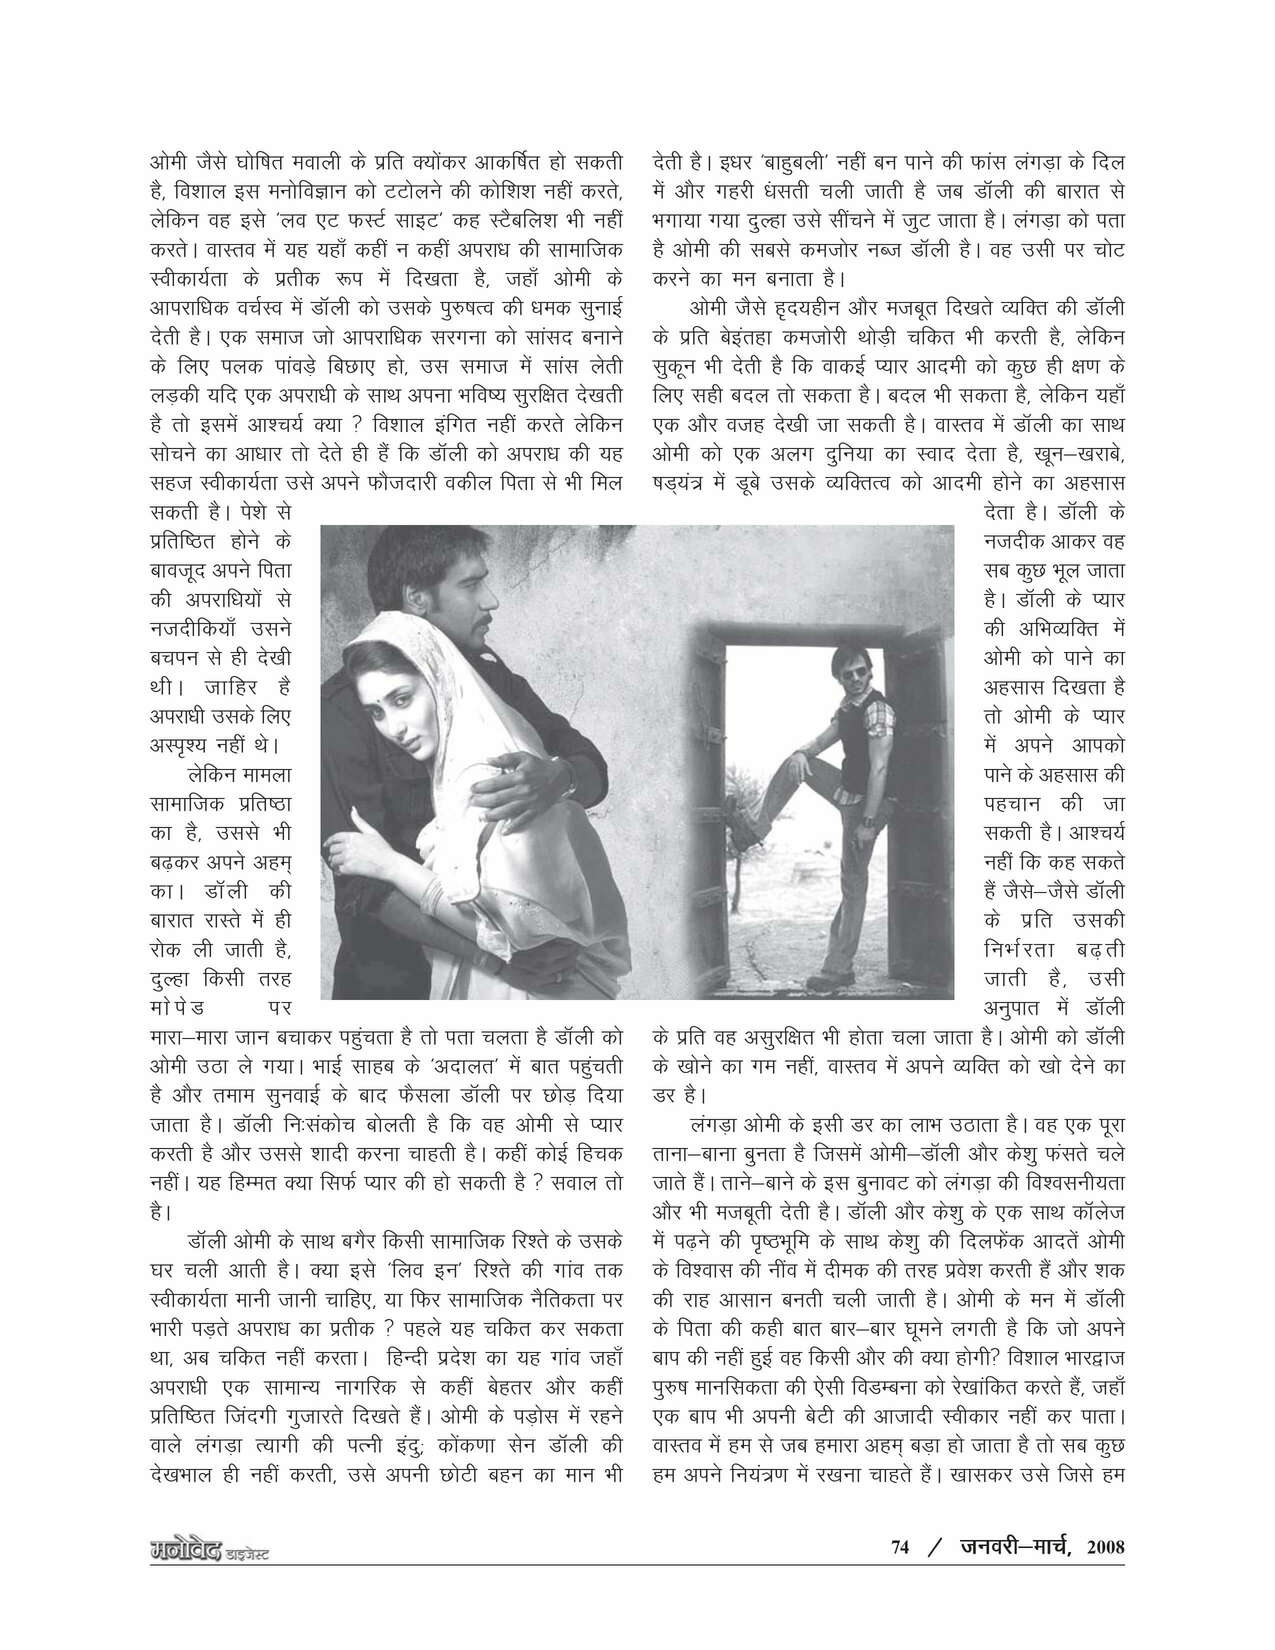 ओमी जैसे घोषित मवाली के प्रति क्योंकर आकर्षित हो सकती
है, विशाल इस मनोविज्ञान को टटोलने की कोशिश नहीं करते,
लेकिन वह इसे ‘लव एट फर्स्ट साइट’ कह स्टैबलिश भी नहीं
करते। वास्तव में यह यहाँ कहीं न कहीं अपराध की सामाजिक
स्वीकार्यता के प्रतीक रूप में दिखता है, जहाँ ओमी के
आपराधिक वर्चस्व में डॉली को उसके पुरुषत्व की धमक सुनाई
देती है। एक समाज जो आपराधिक सरगना को सांसद बनाने
के लिए पलक पांवड़े बिछाए हो, उस समाज में सांस लेती
लड़की यदि एक अपराधी के साथ अपना भविष्य सुरक्षित देखती
है तो इसमें आश्चर्य क्या ? विशाल इंगित नहीं करते लेकिन
सोचने का आधार तो देते ही हैं कि डॉली को अपराध की यह
सहज स्वीकार्यता उसे अपने फौजदारी वकील पिता से भी मिल
सकती है। पेशे से
प्रतिष्ठित होने के
बावजूद अपने पिता
की अपराधियों से
नजदीकियाँ उसने
बचपन से ही देखी
थी। जाहिर है
अपराधी उसके लिए
अस्पृश्य नहीं थे।
लेकिन मामला
सामाजिक प्रतिष्ठा
का है, उससे भी
बढ़कर अपने अहम्
का। डॉली की
बारात रास्ते में ही
रोक ली जाती है,
दुल्हा किसी तरह
मोपेड पर
मारा–मारा जान बचाकर पहुंचता है तो पता चलता है डॉली को
ओमी उठा ले गया। भाई साहब के ‘अदालत’ में बात पहुंचती
है और तमाम सुनवाई के बाद फैसला डॉली पर छोड़ दिया
जाता है। डॉली निःसंकोच बोलती है कि वह ओमी से प्यार
करती है और उससे शादी करना चाहती है। कहीं कोई हिचक
नहीं। यह हिम्मत क्या सिर्फ प्यार की हो सकती है ? सवाल तो
है।
डॉली ओमी के साथ बगैर किसी सामाजिक रिश्ते के उसके
घर चली आती है। क्या इसे ‘लिव इन’ रिश्ते की गांव तक
स्वीकार्यता मानी जानी चाहिए, या फिर सामाजिक नैतिकता पर
भारी पड़ते अपराध का प्रतीक ? पहले यह चकित कर सकता
था, अब चकित नहीं करता। हिन्दी प्रदेश का यह गांव जहाँ
अपराधी एक सामान्य नागरिक से कहीं बेहतर और कहीं
प्रतिष्ठित जिंदगी गुजारते दिखते हैं। ओमी के पड़ोस में रहने
वाले लंगड़ा त्यागी की पत्नी इंदु; कोंकणा सेन डॉली की
देखभाल ही नहीं करती, उसे अपनी छोटी बहन का मान भी
देती है। इधर ‘बाहुबली’ नहीं बन पाने की फांस लंगड़ा के दिल
में और गहरी धंसती चली जाती है जब डॉली की बारात से
भगाया गया दुल्हा उसे सींचने में जुट जाता है। लंगड़ा को पता
है ओमी की सबसे कमजोर नब्ज डॉली है। वह उसी पर चोट
करने का मन बनाता है।
ओमी जैसे हृदयहीन और मजबूत दिखते व्यक्ति की डॉली
के प्रति बेइंतहा कमजोरी थोड़ी चकित भी करती है, लेकिन
सुकून भी देती है कि वाकई प्यार आदमी को कुछ ही क्षण के
लिए सही बदल तो सकता है। बदल भी सकता है, लेकिन यहाँ
एक और वजह देखी जा सकती है। वास्तव में डॉली का साथ
ओमी को एक अलग दुनिया का स्वाद देता है, खून–खराबे,
षड्यंत्र में डूबे उसके व्यक्तित्व को आदमी होने का अहसास
देता है। डॉली के
नजदीक आकर वह
सब कुछ भूल जाता
है। डॉली के प्यार
की अभिव्यक्ति में
ओमी को पाने का
अहसास दिखता है
तो ओमी के प्यार
में अपने आपको
पाने के अहसास की
पहचान की जा
सकती है। आश्चर्य
नहीं कि कह सकते
हैं जैसे–जैसे डॉली
के प्रति उसकी
निर्भरता बढ़ती
जाती है, उसी
अनुपात में डॉली
के प्रति वह असुरक्षित भी होता चला जाता है। ओमी को डॉली
के खोने का गम नहीं, वास्तव में अपने व्यक्ति को खो देने का
डर है।
लंगड़ा ओमी के इसी डर का लाभ उठाता है। वह एक पूरा
ताना–बाना बुनता है जिसमें ओमी–डॉली और केशु फंसते चले
जाते हैं। ताने–बाने के इस बुनावट को लंगड़ा की विश्वसनीयता
और भी मजबूती देती है। डॉली और केशु के एक साथ कॉलेज
में पढ़ने की पृष्ठभूमि के साथ केशु की दिलफेंक आदतें ओमी
के विश्वास की नींव में दीमक की तरह प्रवेश करती हैं और शक
की राह आसान बनती चली जाती है। ओमी के मन में डॉली
के पिता की कही बात बार–बार घूमने लगती है कि जो अपने
बाप की नहीं हुई वह किसी और की क्या होगी? विशाल भारद्वाज
पुरुष मानसिकता की ऐसी विडम्बना को रेखांकित करते हैं, जहाँ
एक बाप भी अपनी बेटी की आजादी स्वीकार नहीं कर पाता।
वास्तव में हम से जब हमारा अहम् बड़ा हो जाता है तो सब कुछ
हम अपने नियंत्रण में रखना चाहते हैं। खासकर उसे जिसे हम
मनोवेद डाइजेस्ट
74 / जनवरी–मार्च, 2008